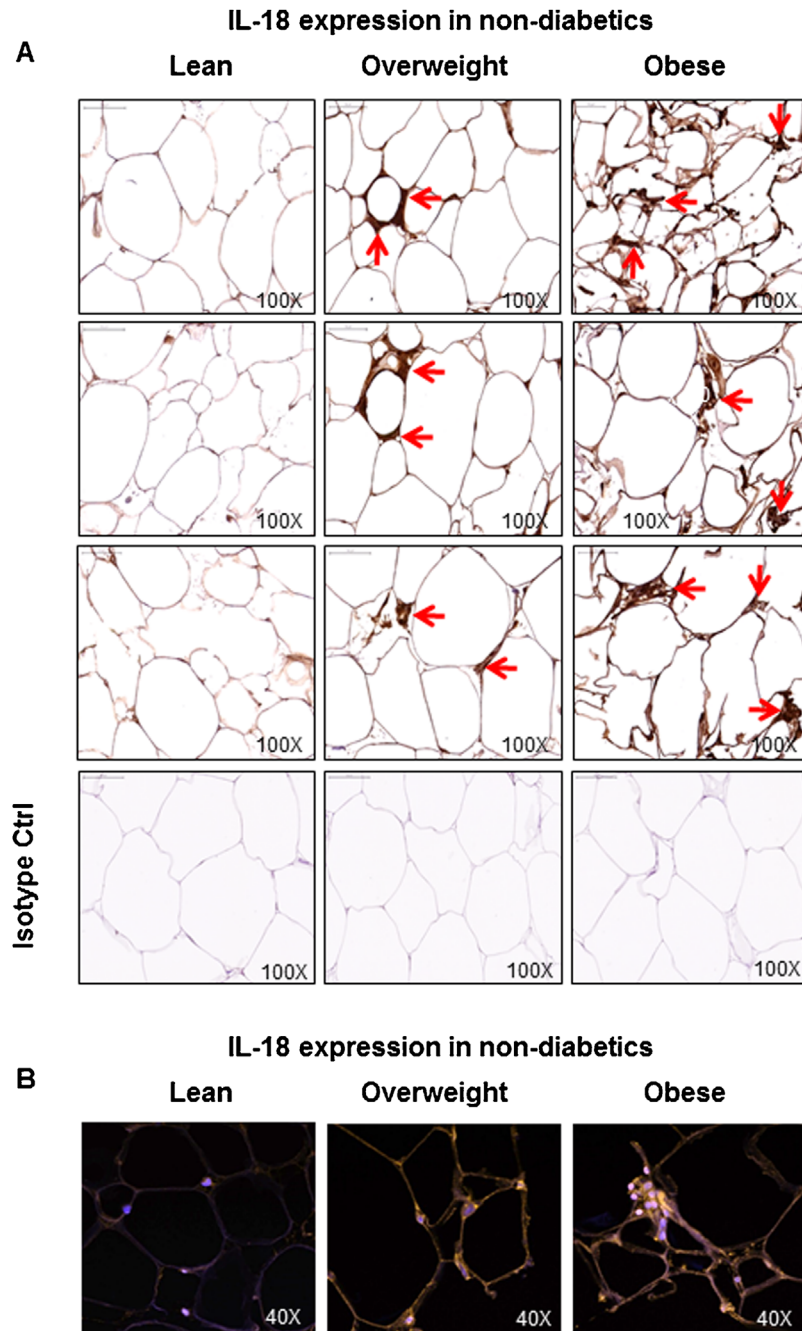 IL-18 expression in non-diabetics
A
Lean Overweight Obese
100X 100X 100X
100X 100X 100X
100X 100X 100X
Isotype Ctrl
100X 100X 100X
IL-18 expression in non-diabetics
B
Lean Overweight Obese
40X 40X 40X